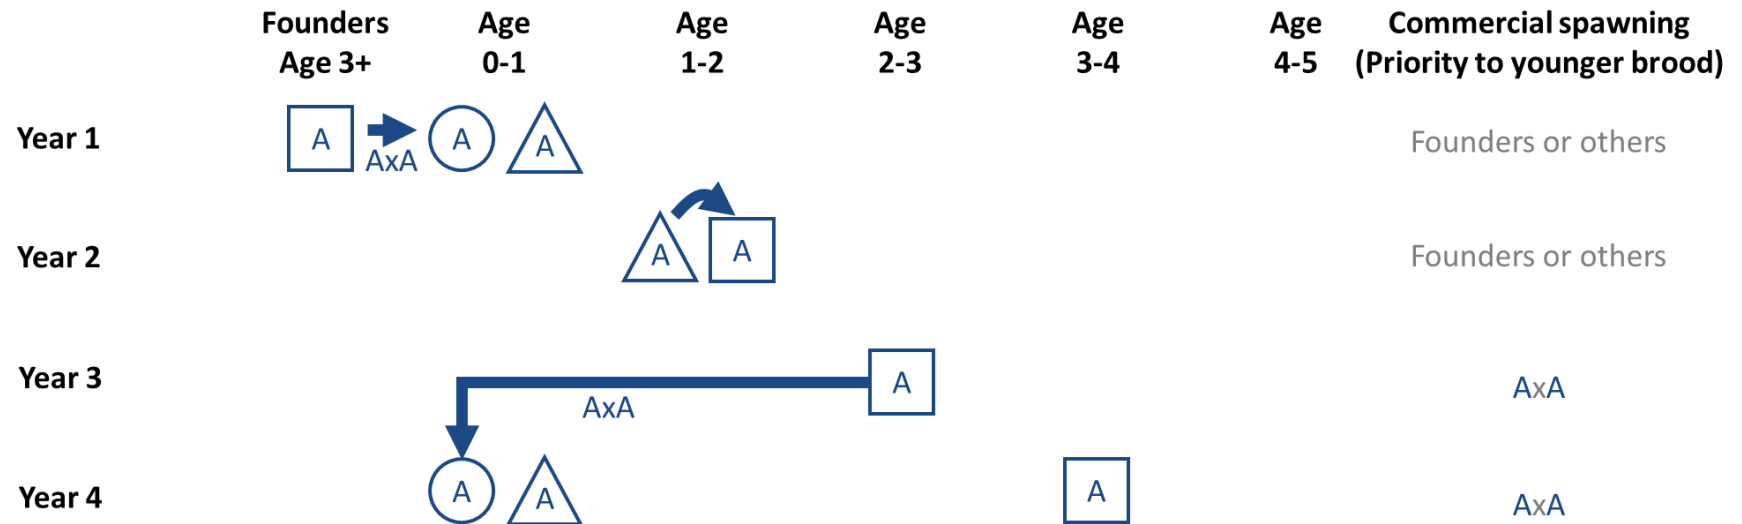 Founders Age Age Age Age Age Commercial spawning
Age 3+ 0-1 1-2 2-3 3-4 4-5 (Priority to younger brood)
Year 1 A AxA A A Founders or others
Year 2 A A Founders or others
Year 3 AxA A AxA
Year 4 A A A AxA